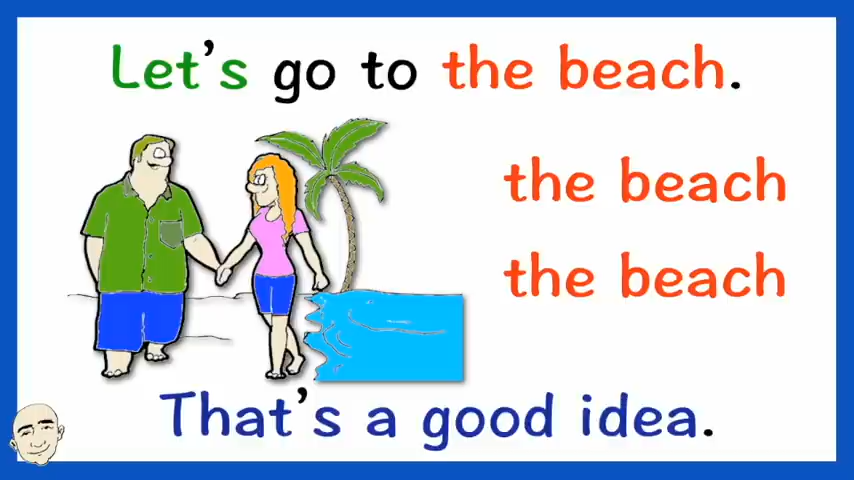 Let's go to the beach.
the beach
the beach
That's a good idea.